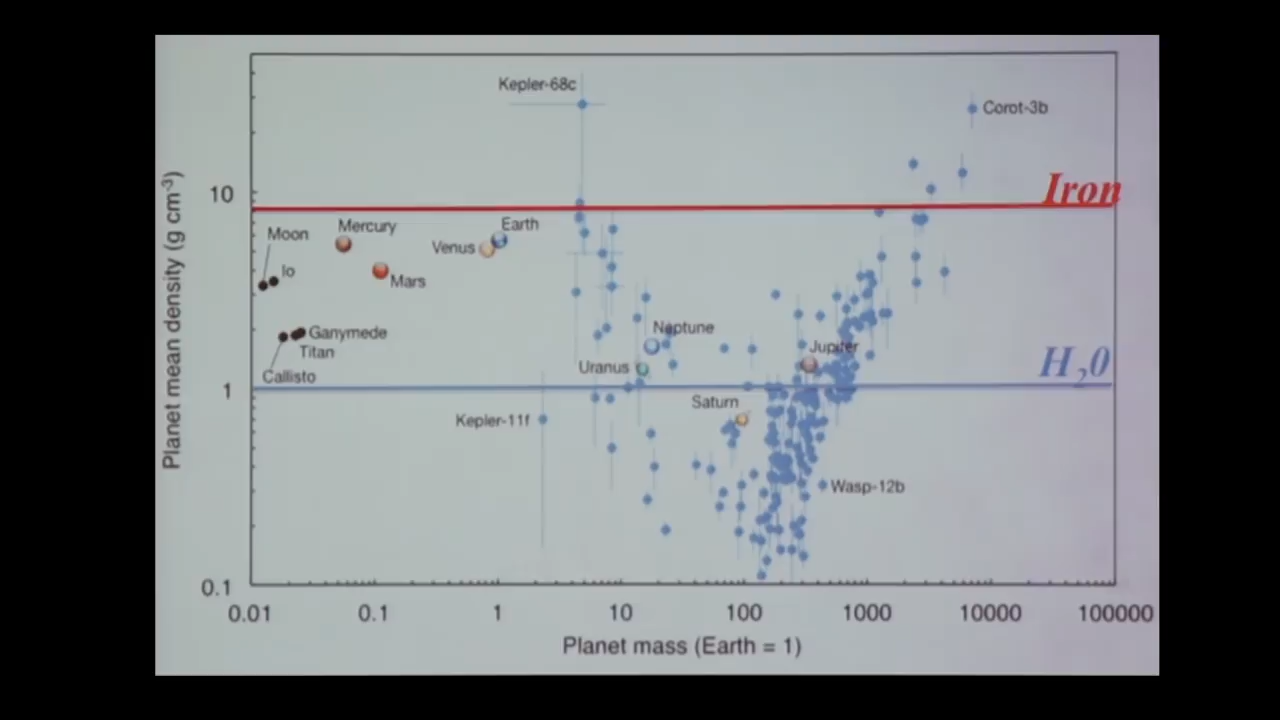 Kepler-68c
Corot-3b
10
Iron
Moon
Mercury
Earth
Venus
Io
Mars
Ganymede
Neptune
Titan
Jupiter
Uranus
H₂0
Callisto
1
Saturn
Kepler-11f
Wasp-12b
0.1
0.01 0.1 1 10 100 1000 10000 100000
Planet mass (Earth = 1)
Planet mean density (g cm⁻³)